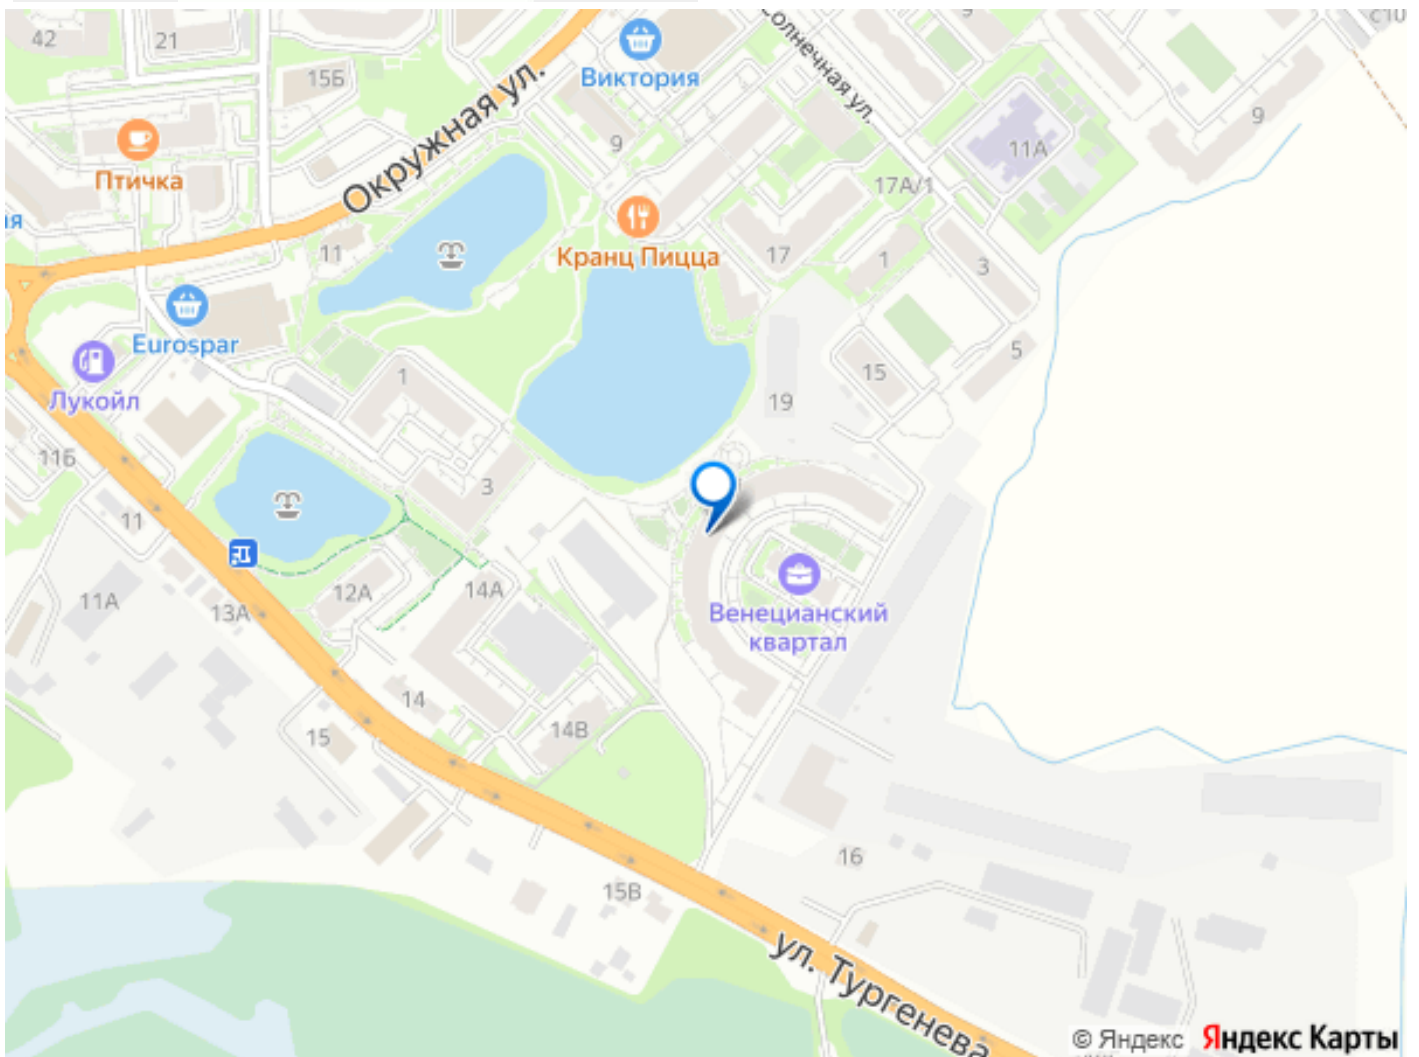 42
21
15Б
Виктория
Солнечная ул.
9
с10
Окружная ул.
9
9
11А
Птичка
17А/1
ая
11
Кранц Пицца
17
1
3
Eurospar
5
1
15
Лукойл
19
11Б
3
11
12А
14А
11А
13А
Венецианский
квартал
14
14В
15
16
15В
ул. Тургенева
© Яндекс
Яндекс Карты